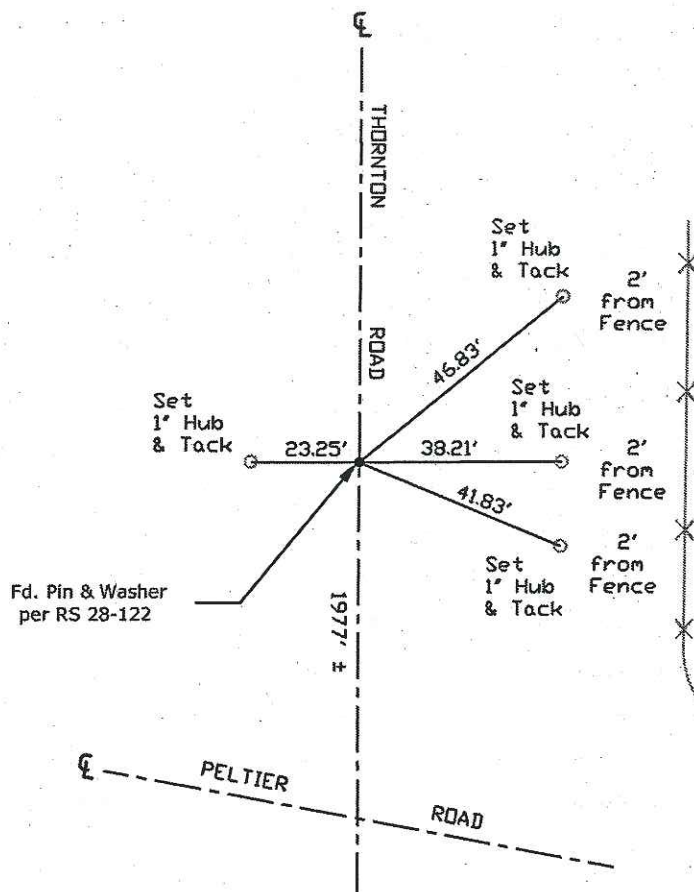 ℄
THORNTON ROAD
Set
1" Hub
& Tack
2'
from
Fence
46.83'
Set
1" Hub
& Tack
23.25'
Set
1" Hub
& Tack
38.21'
2'
from
Fence
41.83'
Set
1" Hub
& Tack
2'
from
Fence
Fd. Pin & Washer
per RS 28-122
1977' ±
℄
PELTIER ROAD